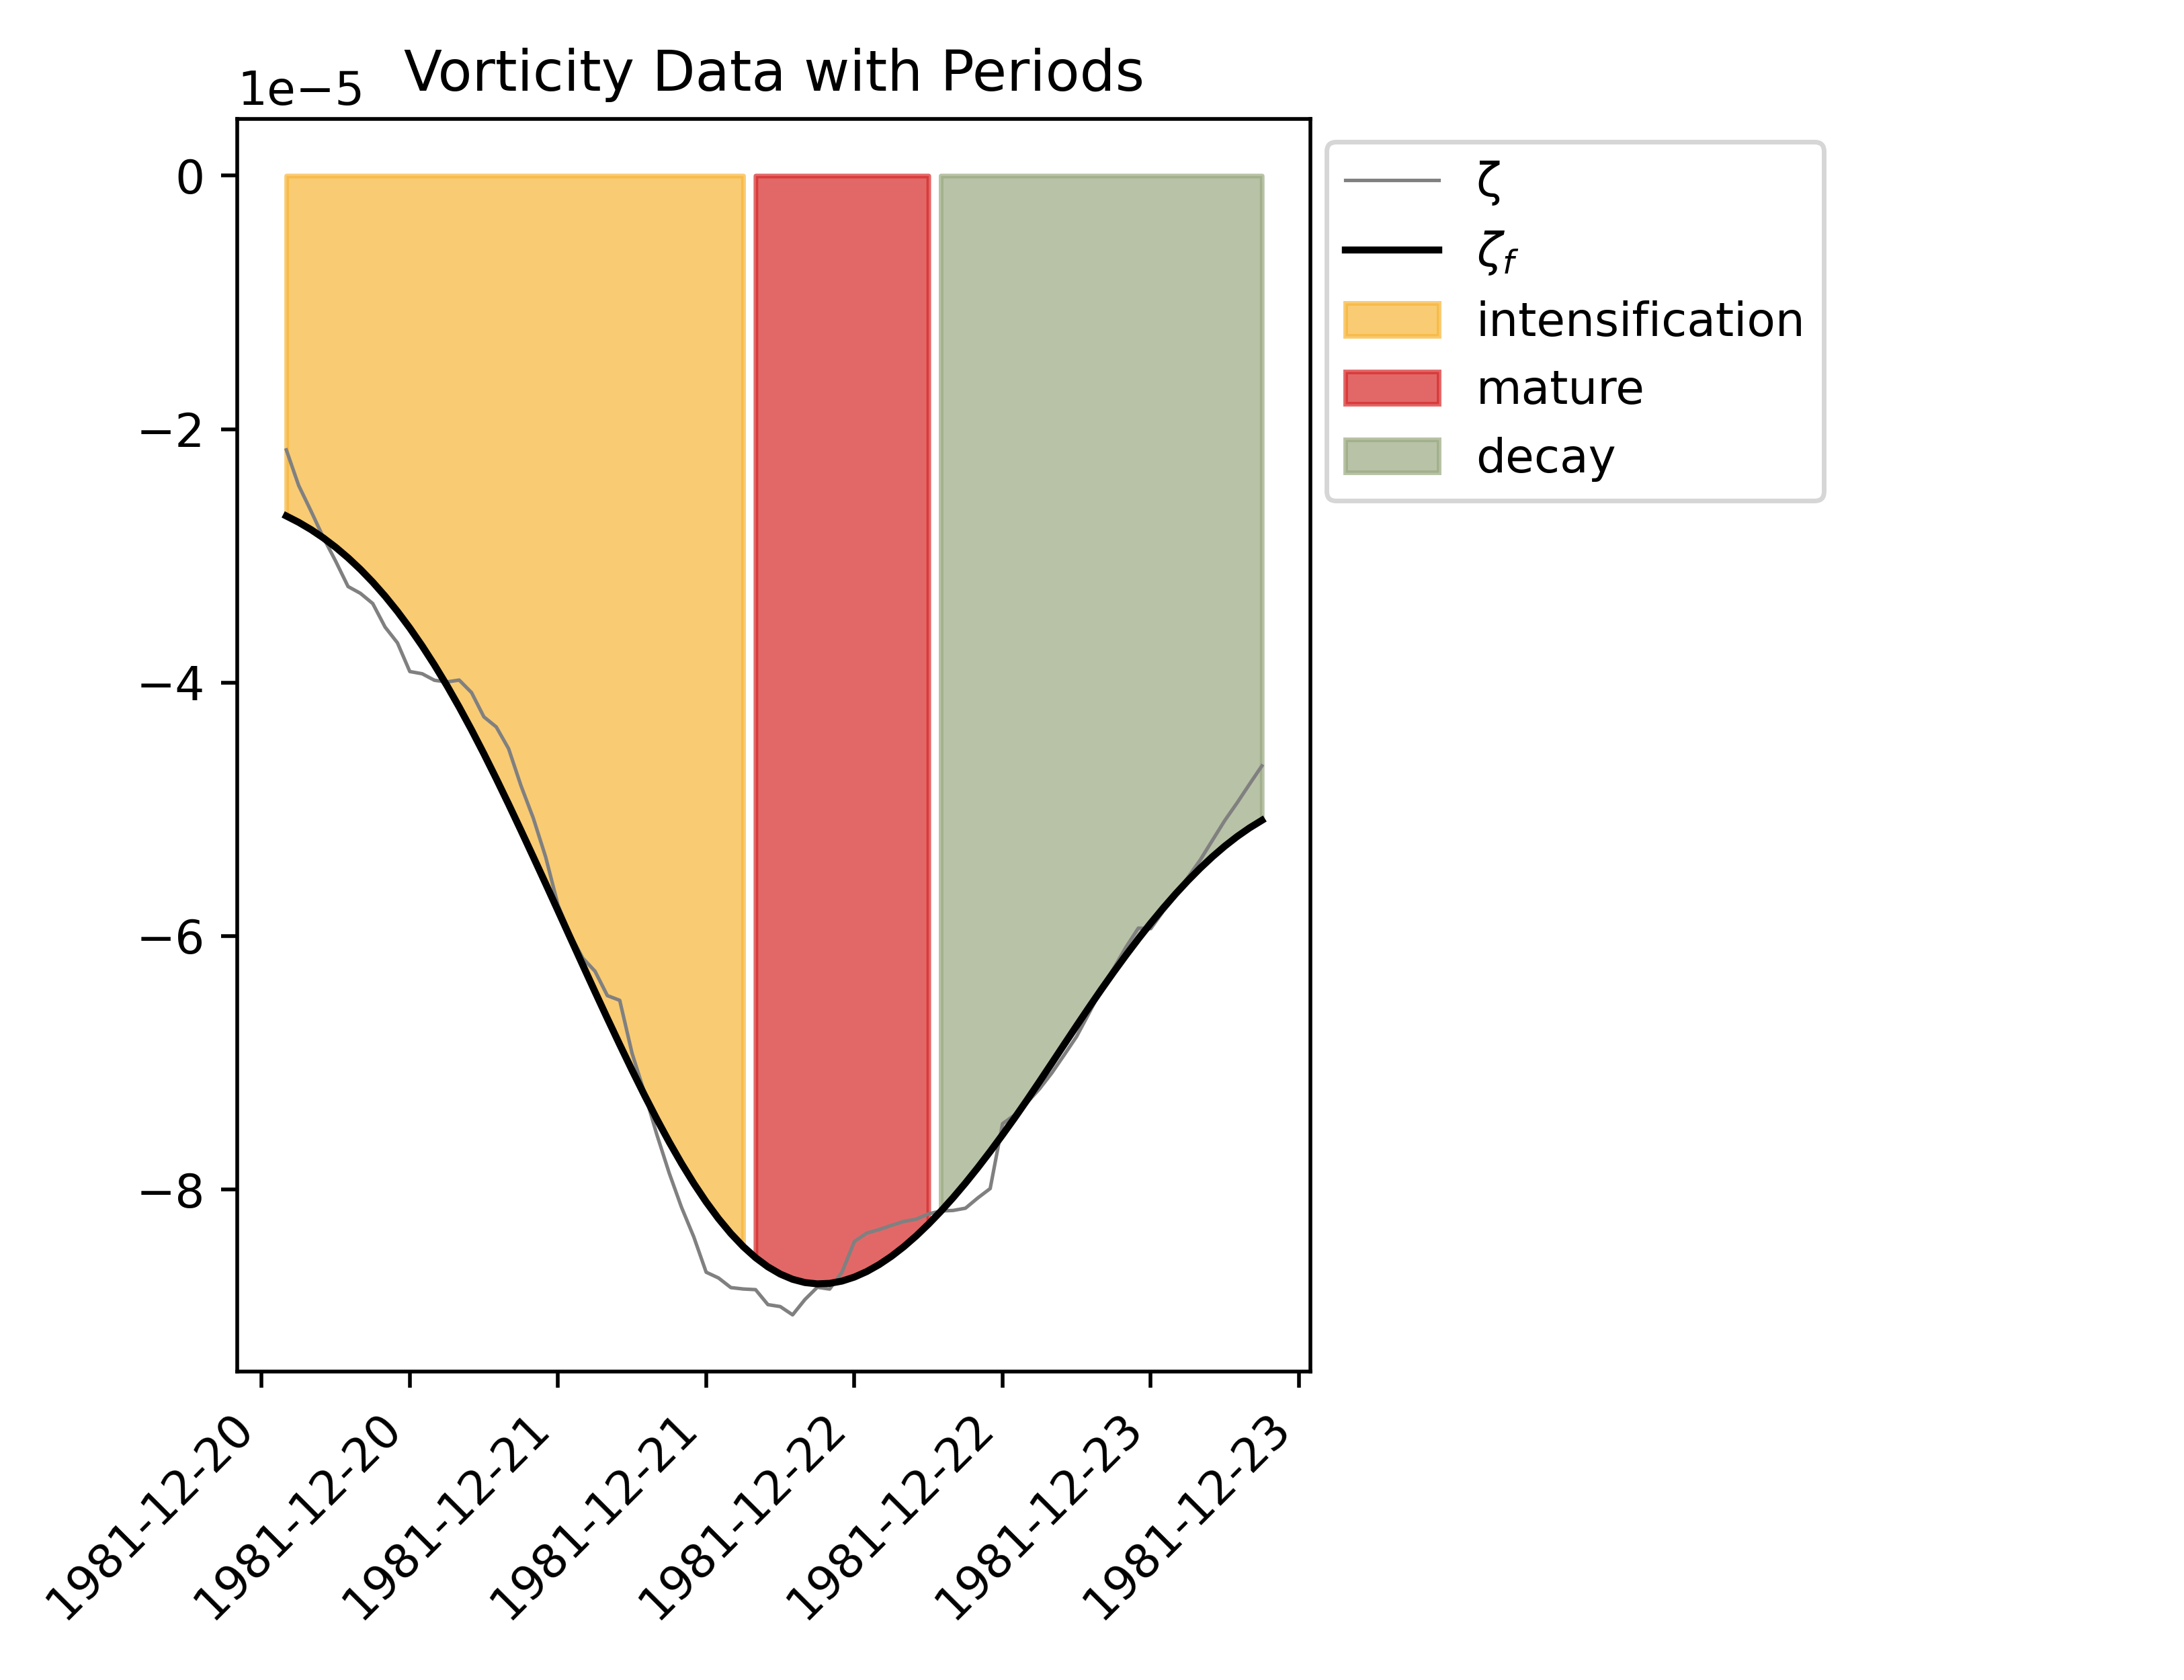 Vorticity Data with Periods
1e−5
0
−2
−4
−6
−8
1981-12-20
1981-12-20
1981-12-21
1981-12-21
1981-12-22
1981-12-22
1981-12-23
1981-12-23
ζ
ζf
intensification
mature
decay